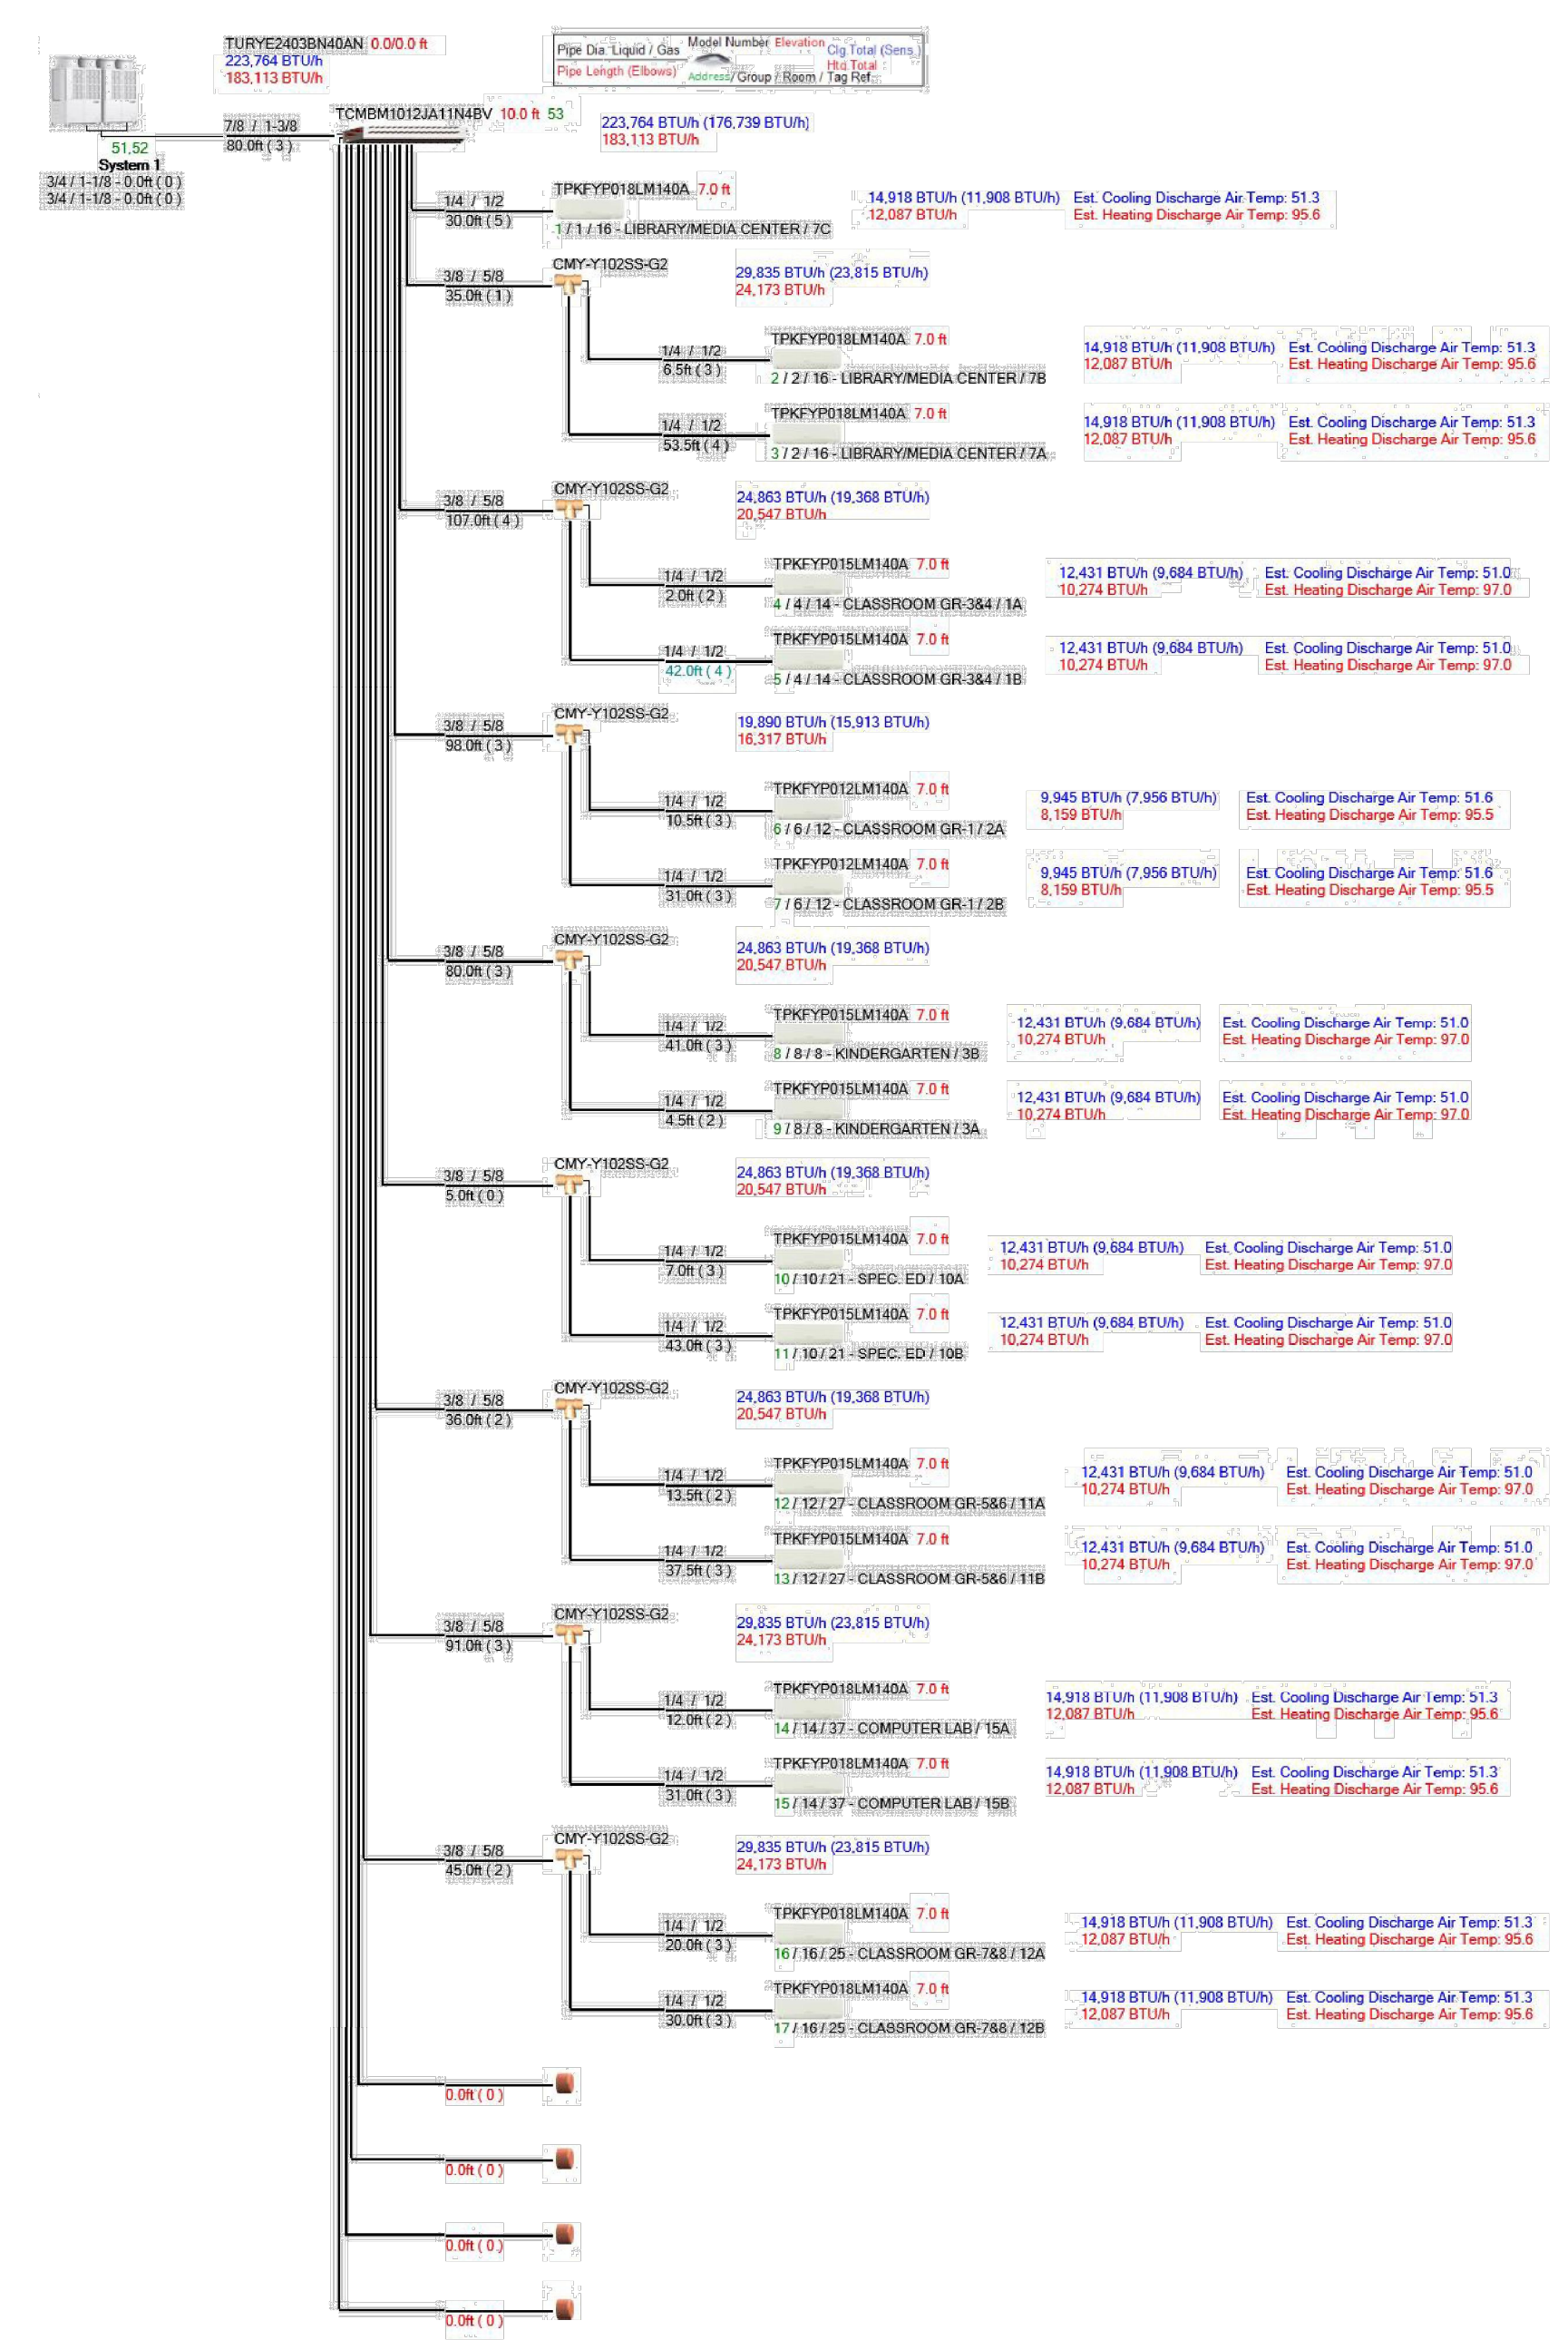 TURYE2403BN40AN 0.0/0.0 ft
223,764 BTU/h
183,113 BTU/h
Pipe Dia. Liquid / Gas Model Number Elevation Clg.Total (Sens.)
Pipe Length (Elbows) Address / Group / Room / Tag Ref. Htg.Total
TCMBM1012JA11N4BV 10.0 ft 53
223,764 BTU/h (176,739 BTU/h)
183,113 BTU/h
7/8 / 1-3/8
80.0ft ( 3 )
51,52
System 1
3/4 / 1-1/8 - 0.0ft ( 0 )
3/4 / 1-1/8 - 0.0ft ( 0 )
TPKFYP018LM140A 7.0 ft
1/4 / 1/2
30.0ft ( 5 )
14,918 BTU/h (11,908 BTU/h) Est. Cooling Discharge Air Temp: 51.3
12,087 BTU/h Est. Heating Discharge Air Temp: 95.6
1 / 1 / 16 - LIBRARY/MEDIA CENTER / 7C
CMY-Y102SS-G2
3/8 / 5/8
35.0ft ( 1 )
29,835 BTU/h (23,815 BTU/h)
24,173 BTU/h
TPKFYP018LM140A 7.0 ft
1/4 / 1/2
6.5ft ( 3 )
14,918 BTU/h (11,908 BTU/h) Est. Cooling Discharge Air Temp: 51.3
12,087 BTU/h Est. Heating Discharge Air Temp: 95.6
2 / 2 / 16 - LIBRARY/MEDIA CENTER / 7B
TPKFYP018LM140A 7.0 ft
1/4 / 1/2
53.5ft ( 4 )
14,918 BTU/h (11,908 BTU/h) Est. Cooling Discharge Air Temp: 51.3
12,087 BTU/h Est. Heating Discharge Air Temp: 95.6
3 / 2 / 16 - LIBRARY/MEDIA CENTER / 7A
CMY-Y102SS-G2
3/8 / 5/8
107.0ft ( 4 )
24,863 BTU/h (19,368 BTU/h)
20,547 BTU/h
TPKFYP015LM140A 7.0 ft
1/4 / 1/2
2.0ft ( 2 )
12,431 BTU/h (9,684 BTU/h) Est. Cooling Discharge Air Temp: 51.0
10,274 BTU/h Est. Heating Discharge Air Temp: 97.0
4 / 4 / 14 - CLASSROOM GR-3&4 / 1A
TPKFYP015LM140A 7.0 ft
1/4 / 1/2
42.0ft ( 4 )
12,431 BTU/h (9,684 BTU/h) Est. Cooling Discharge Air Temp: 51.0
10,274 BTU/h Est. Heating Discharge Air Temp: 97.0
5 / 4 / 14 - CLASSROOM GR-3&4 / 1B
CMY-Y102SS-G2
3/8 / 5/8
98.0ft ( 3 )
19,890 BTU/h (15,913 BTU/h)
16,317 BTU/h
TPKFYP012LM140A 7.0 ft
1/4 / 1/2
10.5ft ( 3 )
9,945 BTU/h (7,956 BTU/h) Est. Cooling Discharge Air Temp: 51.6
8,159 BTU/h Est. Heating Discharge Air Temp: 95.5
6 / 6 / 12 - CLASSROOM GR-1 / 2A
TPKFYP012LM140A 7.0 ft
1/4 / 1/2
31.0ft ( 3 )
9,945 BTU/h (7,956 BTU/h) Est. Cooling Discharge Air Temp: 51.6
8,159 BTU/h Est. Heating Discharge Air Temp: 95.5
7 / 6 / 12 - CLASSROOM GR-1 / 2B
CMY-Y102SS-G2
3/8 / 5/8
80.0ft ( 3 )
24,863 BTU/h (19,368 BTU/h)
20,547 BTU/h
TPKFYP015LM140A 7.0 ft
1/4 / 1/2
41.0ft ( 3 )
12,431 BTU/h (9,684 BTU/h) Est. Cooling Discharge Air Temp: 51.0
10,274 BTU/h Est. Heating Discharge Air Temp: 97.0
8 / 8 / 8 - KINDERGARTEN / 3B
TPKFYP015LM140A 7.0 ft
1/4 / 1/2
4.5ft ( 2 )
12,431 BTU/h (9,684 BTU/h) Est. Cooling Discharge Air Temp: 51.0
10,274 BTU/h Est. Heating Discharge Air Temp: 97.0
9 / 8 / 8 - KINDERGARTEN / 3A
CMY-Y102SS-G2
3/8 / 5/8
5.0ft ( 0 )
24,863 BTU/h (19,368 BTU/h)
20,547 BTU/h
TPKFYP015LM140A 7.0 ft
1/4 / 1/2
7.0ft ( 3 )
12,431 BTU/h (9,684 BTU/h) Est. Cooling Discharge Air Temp: 51.0
10,274 BTU/h Est. Heating Discharge Air Temp: 97.0
10 / 10 / 21 - SPEC. ED / 10A
TPKFYP015LM140A 7.0 ft
1/4 / 1/2
43.0ft ( 3 )
12,431 BTU/h (9,684 BTU/h) Est. Cooling Discharge Air Temp: 51.0
10,274 BTU/h Est. Heating Discharge Air Temp: 97.0
11 / 10 / 21 - SPEC. ED / 10B
CMY-Y102SS-G2
3/8 / 5/8
36.0ft ( 2 )
24,863 BTU/h (19,368 BTU/h)
20,547 BTU/h
TPKFYP015LM140A 7.0 ft
1/4 / 1/2
13.5ft ( 2 )
12,431 BTU/h (9,684 BTU/h) Est. Cooling Discharge Air Temp: 51.0
10,274 BTU/h Est. Heating Discharge Air Temp: 97.0
12 / 12 / 27 - CLASSROOM GR-5&6 / 11A
TPKFYP015LM140A 7.0 ft
1/4 / 1/2
37.5ft ( 3 )
12,431 BTU/h (9,684 BTU/h) Est. Cooling Discharge Air Temp: 51.0
10,274 BTU/h Est. Heating Discharge Air Temp: 97.0
13 / 12 / 27 - CLASSROOM GR-5&6 / 11B
CMY-Y102SS-G2
3/8 / 5/8
91.0ft ( 3 )
29,835 BTU/h (23,815 BTU/h)
24,173 BTU/h
TPKFYP018LM140A 7.0 ft
1/4 / 1/2
12.0ft ( 2 )
14,918 BTU/h (11,908 BTU/h) Est. Cooling Discharge Air Temp: 51.3
12,087 BTU/h Est. Heating Discharge Air Temp: 95.6
14 / 14 / 37 - COMPUTER LAB / 15A
TPKFYP018LM140A 7.0 ft
1/4 / 1/2
31.0ft ( 3 )
14,918 BTU/h (11,908 BTU/h) Est. Cooling Discharge Air Temp: 51.3
12,087 BTU/h Est. Heating Discharge Air Temp: 95.6
15 / 14 / 37 - COMPUTER LAB / 15B
CMY-Y102SS-G2
3/8 / 5/8
45.0ft ( 2 )
29,835 BTU/h (23,815 BTU/h)
24,173 BTU/h
TPKFYP018LM140A 7.0 ft
1/4 / 1/2
20.0ft ( 3 )
14,918 BTU/h (11,908 BTU/h) Est. Cooling Discharge Air Temp: 51.3
12,087 BTU/h Est. Heating Discharge Air Temp: 95.6
16 / 16 / 25 - CLASSROOM GR-7&8 / 12A
TPKFYP018LM140A 7.0 ft
1/4 / 1/2
30.0ft ( 3 )
14,918 BTU/h (11,908 BTU/h) Est. Cooling Discharge Air Temp: 51.3
12,087 BTU/h Est. Heating Discharge Air Temp: 95.6
17 / 16 / 25 - CLASSROOM GR-7&8 / 12B
0.0ft ( 0 )
0.0ft ( 0 )
0.0ft ( 0 )
0.0ft ( 0 )